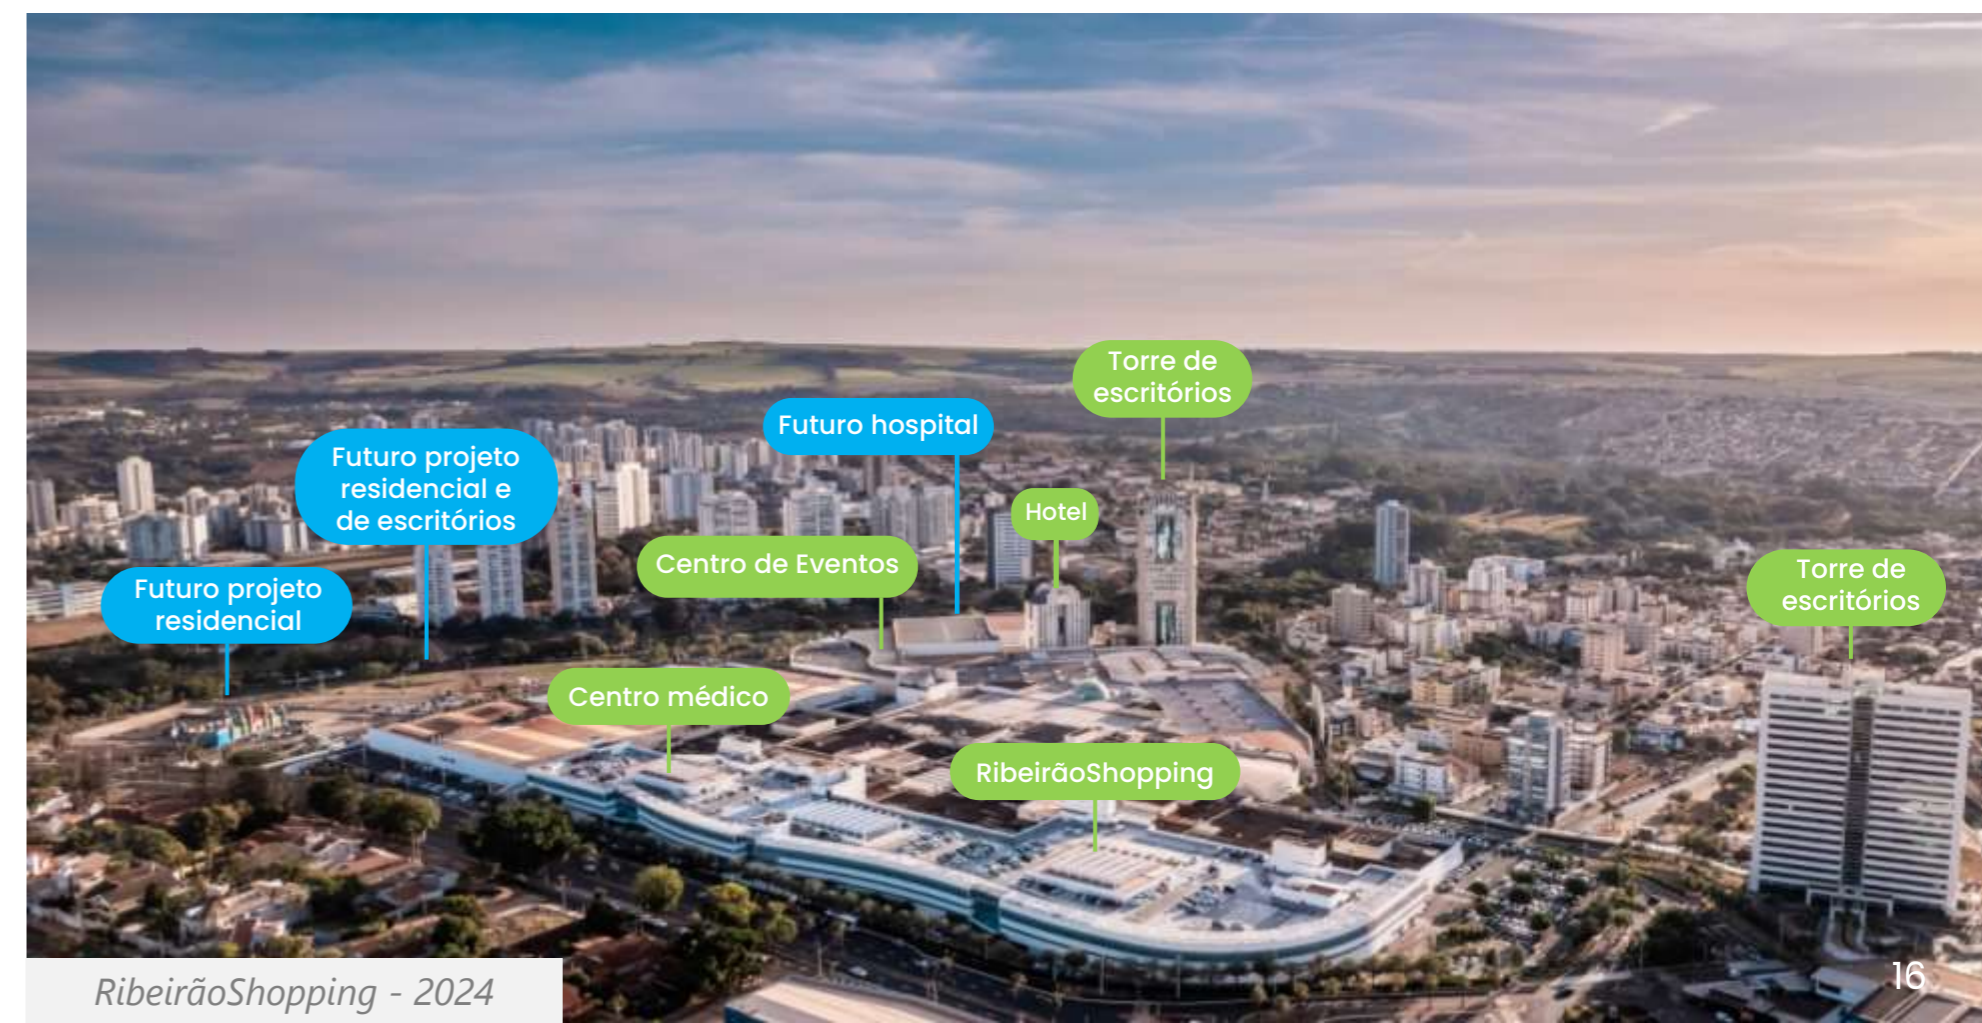 Torre de
escritórios
Futuro hospital
Futuro projeto
residencial e
de escritórios
Hotel
Centro de Eventos
Torre de
escritórios
Futuro projeto
residencial
Centro médico
RibeirãoShopping
RibeirãoShopping - 2024
16